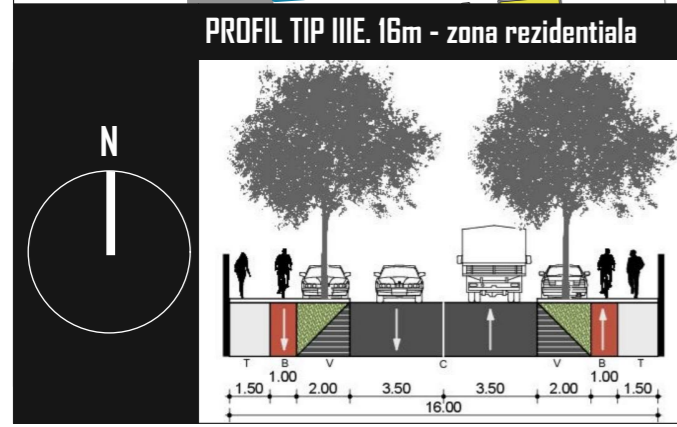 PROFIL TIP IIIE. 16m - zona rezidentiala
N
T B V C V B T
1.50 1.00 2.00 3.50 3.50 2.00 1.00 1.50
16.00